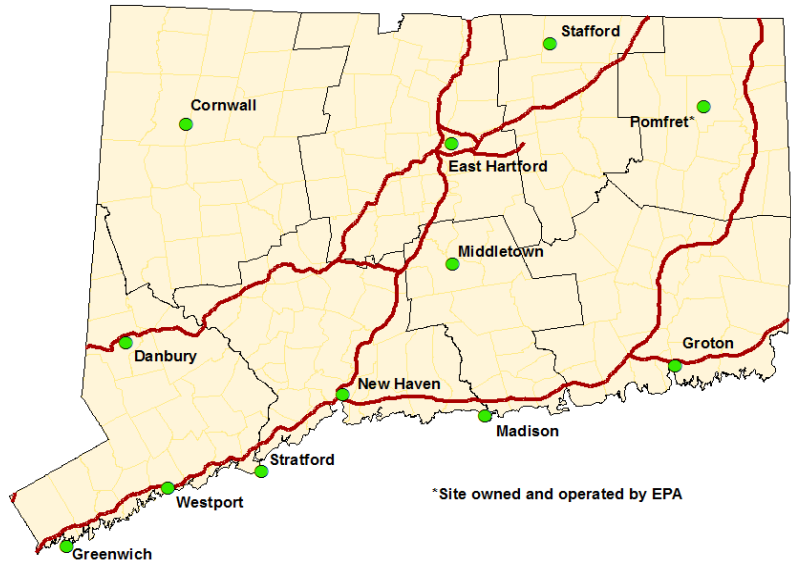 Stafford
Cornwall
Pomfret*
East Hartford
Middletown
Groton
Danbury
New Haven
Madison
Stratford
*Site owned and operated by EPA
Westport
Greenwich